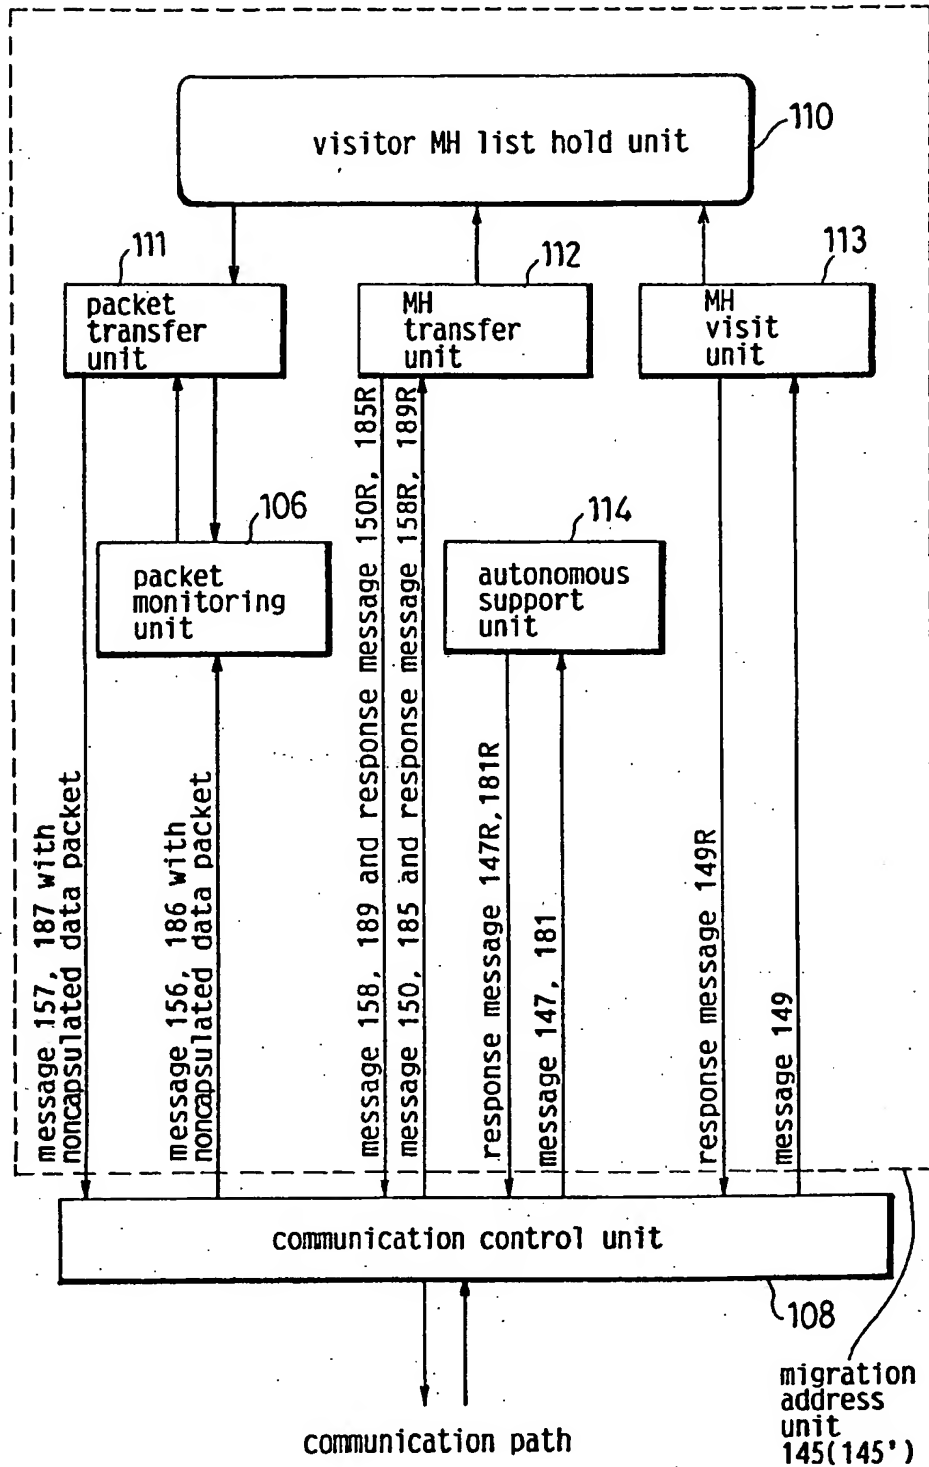 visitor MH list hold unit
110
111
packet
transfer
unit
112
MH
transfer
unit
113
MH
visit
unit
106
packet
monitoring
unit
114
autonomous
support
unit
message 157, 187 with
noncapsulated data packet
message 156, 186 with
noncapsulated data packet
message 158, 189 and response message 150R, 185R
message 150, 185 and response message 158R, 189R
response message 147R,181R
message 147, 181
response message 149R
message 149
communication control unit
108
communication path
migration
address
unit
145(145')